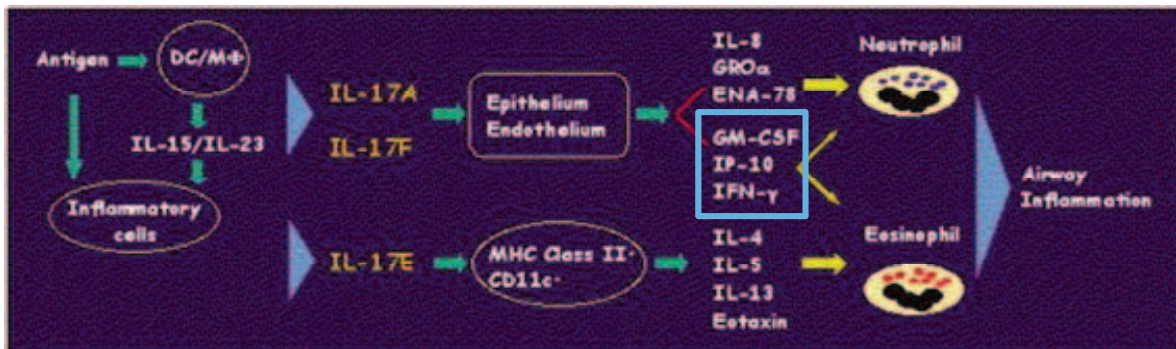 Antigen
DC/MΦ
IL-15/IL-23
Inflammatory
cells
IL-17A
IL-17F
IL-17E
Epithelium
Endothelium
MHC Class II-
CD11c-
IL-8
GROα
ENA-78
GM-CSF
IP-10
IFN-γ
IL-4
IL-5
IL-13
Eotaxin
Neutrophil
Eosinophil
Airway
Inflammation